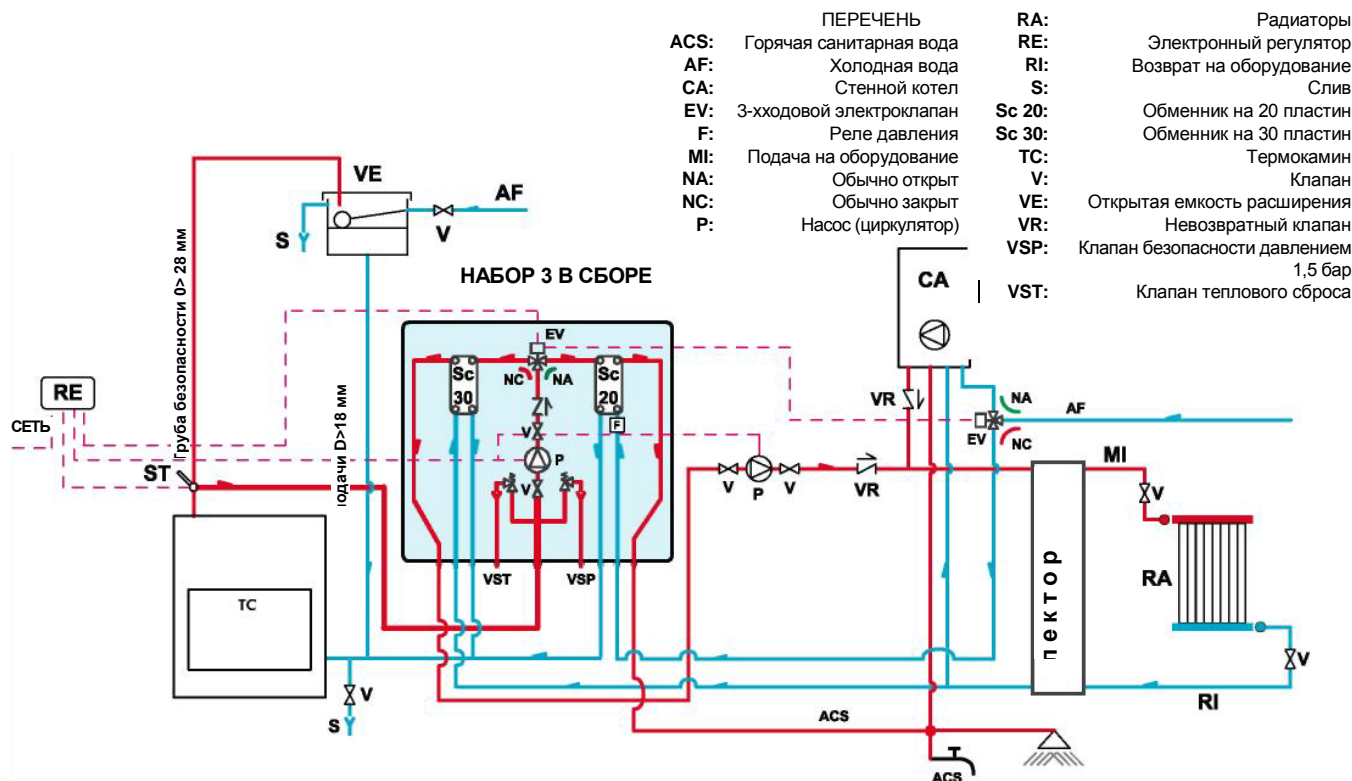 ПЕРЕЧЕНЬ
ACS: Горячая санитарная вода
AF: Холодная вода
CA: Стенной котел
EV: 3-хходовой электроклапан
F: Реле давления
MI: Подача на оборудование
NA: Обычно открыт
NC: Обычно закрыт
P: Насос (циркулятор)
RA: Радиаторы
RE: Электронный регулятор
RI: Возврат на оборудование
S: Слив
Sc 20: Обменник на 20 пластин
Sc 30: Обменник на 30 пластин
TC: Термокамин
V: Клапан
VE: Открытая емкость расширения
VR: Невозвратный клапан
VSP: Клапан безопасности давлением
1,5 бар
VST: Клапан теплового сброса
VE
AF
S
V
Труба безопасности 0> 28 мм
одачи D>18 мм
НАБОР 3 В СБОРЕ
CA
EV
NC
NA
Sc
30
Sc
20
F
V
P
V
VST
VSP
RE
СЕТЬ
ST
TC
V
S
VR
NA
EV
NC
AF
V
P
V
VR
MI
V
RA
V
RI
пектор
ACS
ACS